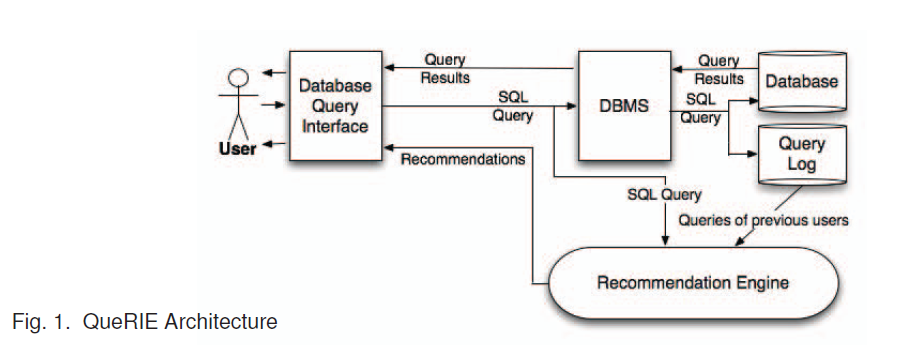 Query
Results
Database
Query
Interface
User
SQL
Query
DBMS
Query
Results
SQL
Query
Database
Query
Log
Recommendations
SQL Query
Queries of previous users
Recommendation Engine
Fig. 1. QueRIE Architecture